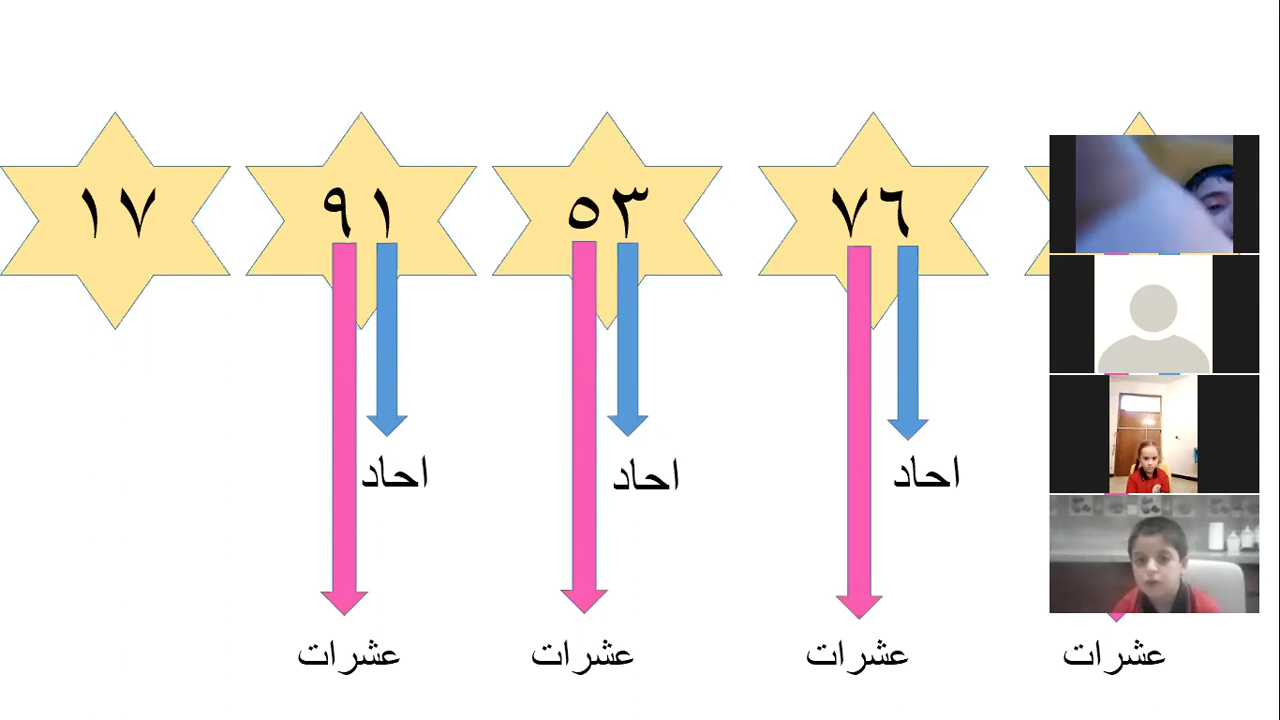 ٧٦ ٥٣ ٩١ ١٧
احاد احاد احاد
عشرات عشرات عشرات عشرات